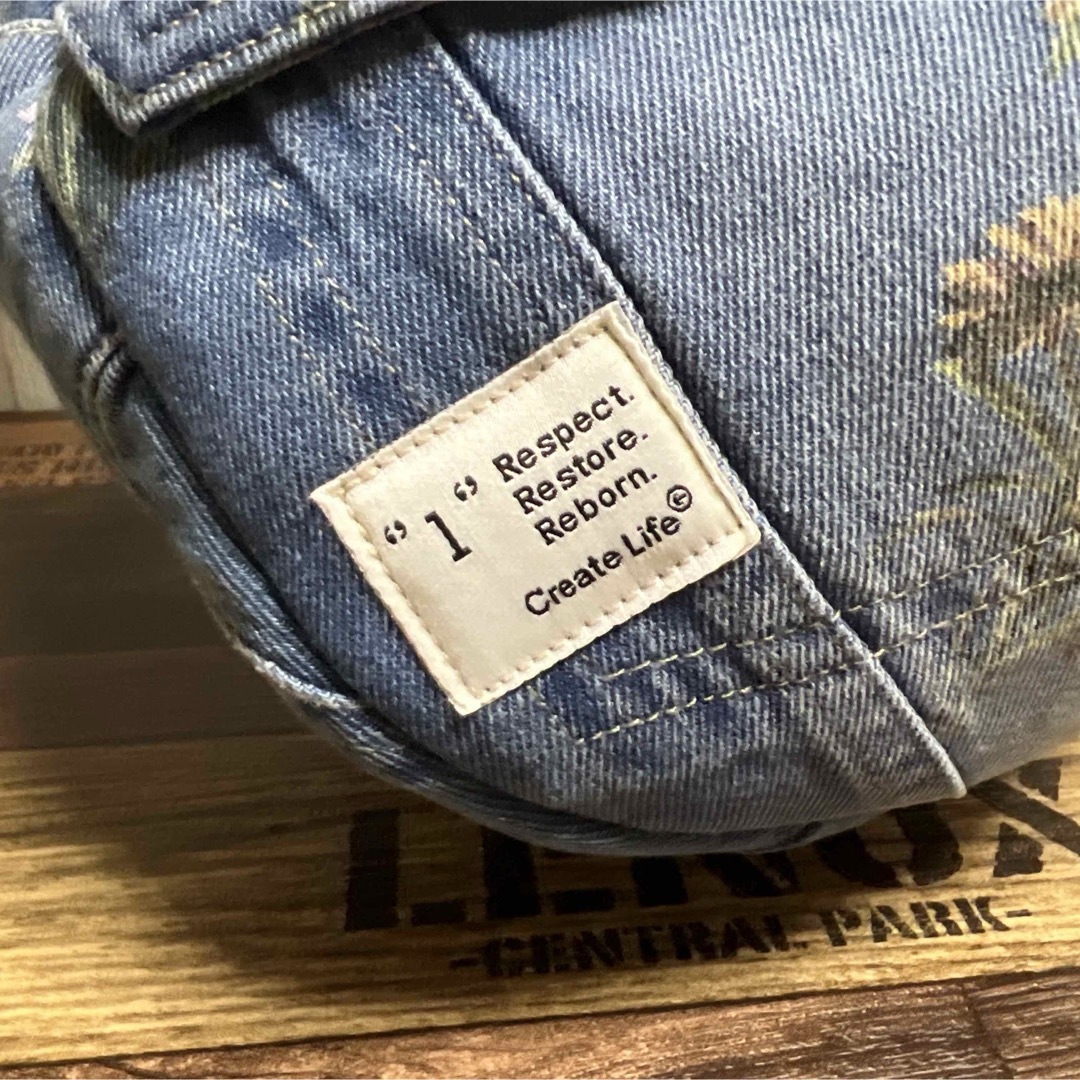 “1”
Respect.
Restore.
Reborn.
Create Life©
-CENTRAL PARK-